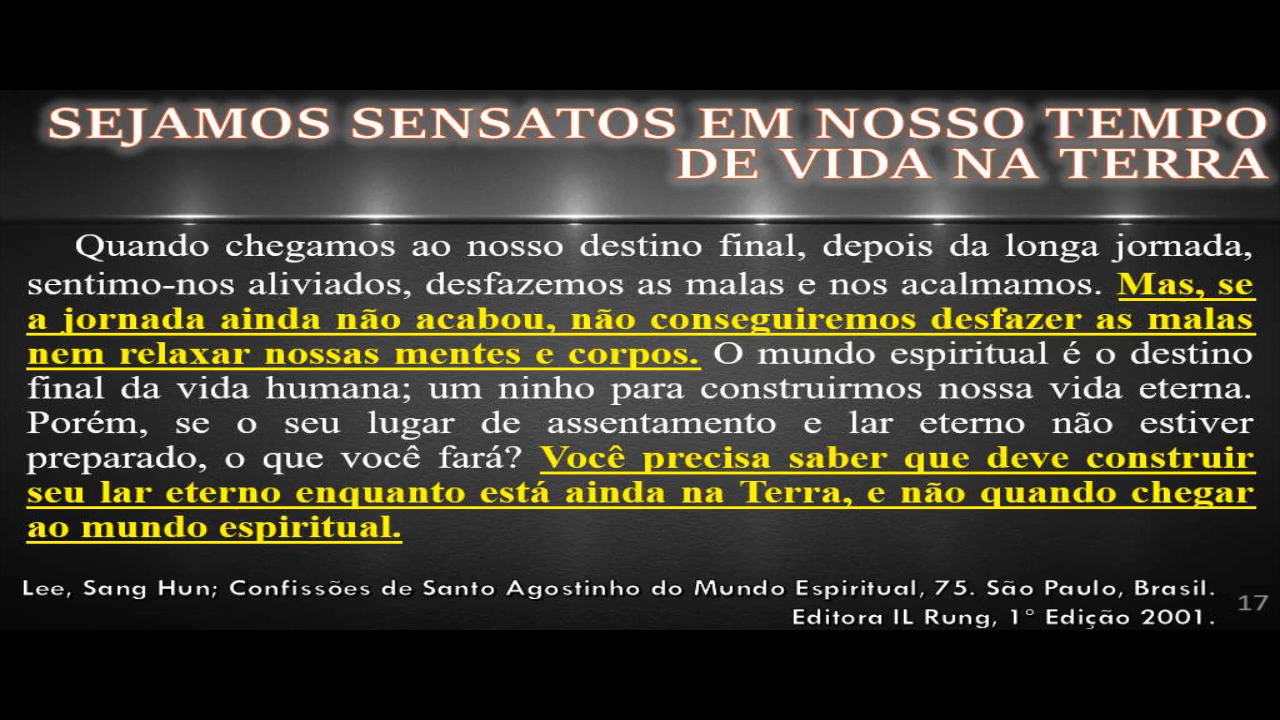 SEJAMOS SENSATOS EM NOSSO TEMPO
DE VIDA NA TERRA
Quando chegamos ao nosso destino final, depois da longa jornada,
sentimo-nos aliviados, desfazemos as malas e nos acalmamos. Mas, se
a jornada ainda não acabou, não conseguiremos desfazer as malas
nem relaxar nossas mentes e corpos. O mundo espiritual é o destino
final da vida humana; um ninho para construirmos nossa vida eterna.
Porém, se o seu lugar de assentamento e lar eterno não estiver
preparado, o que você fará? Você precisa saber que deve construir
seu lar eterno enquanto está ainda na Terra, e não quando chegar
ao mundo espiritual.
Lee, Sang Hun; Confissões de Santo Agostinho do Mundo Espiritual, 75. São Paulo, Brasil.
Editora IL Rung, 1° Edição 2001.
17